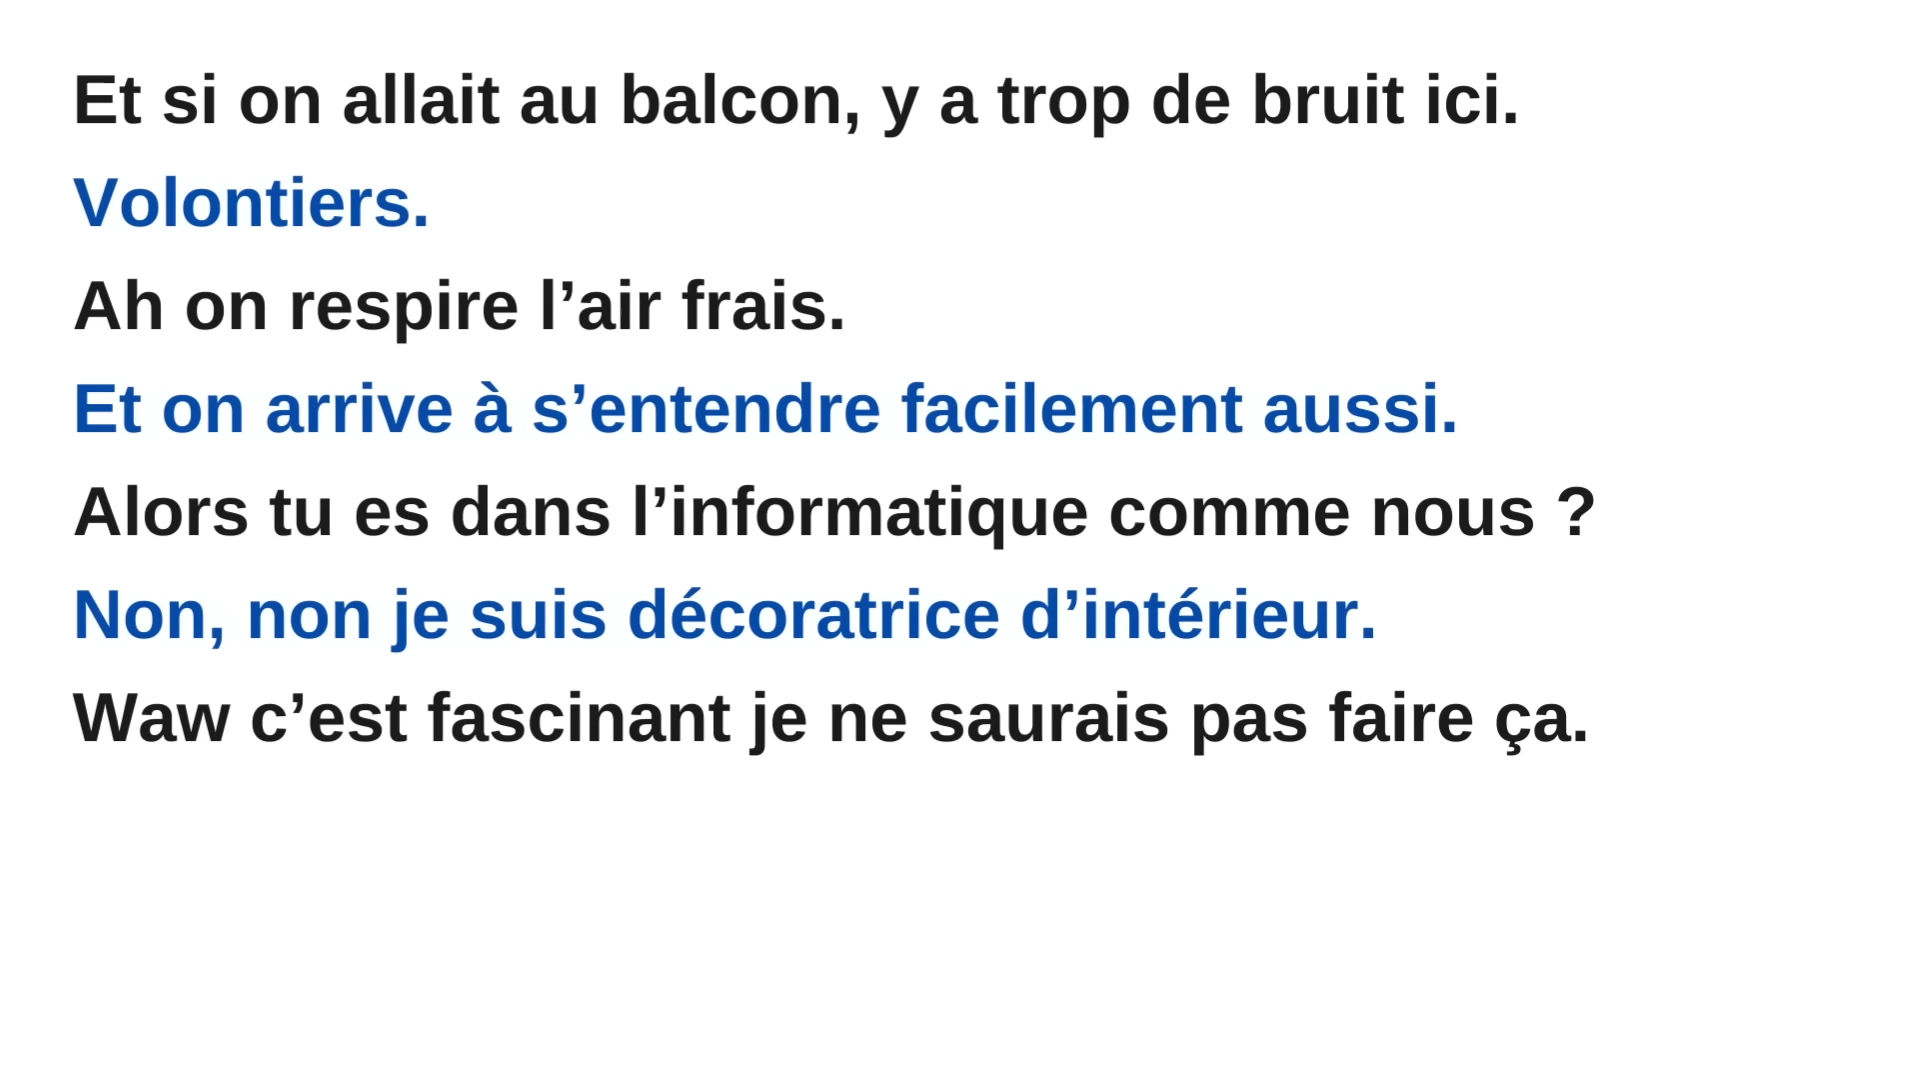 Et si on allait au balcon, y a trop de bruit ici.
Volontiers.
Ah on respire l’air frais.
Et on arrive à s’entendre facilement aussi.
Alors tu es dans l’informatique comme nous ?
Non, non je suis décoratrice d’intérieur.
Waw c’est fascinant je ne saurais pas faire ça.